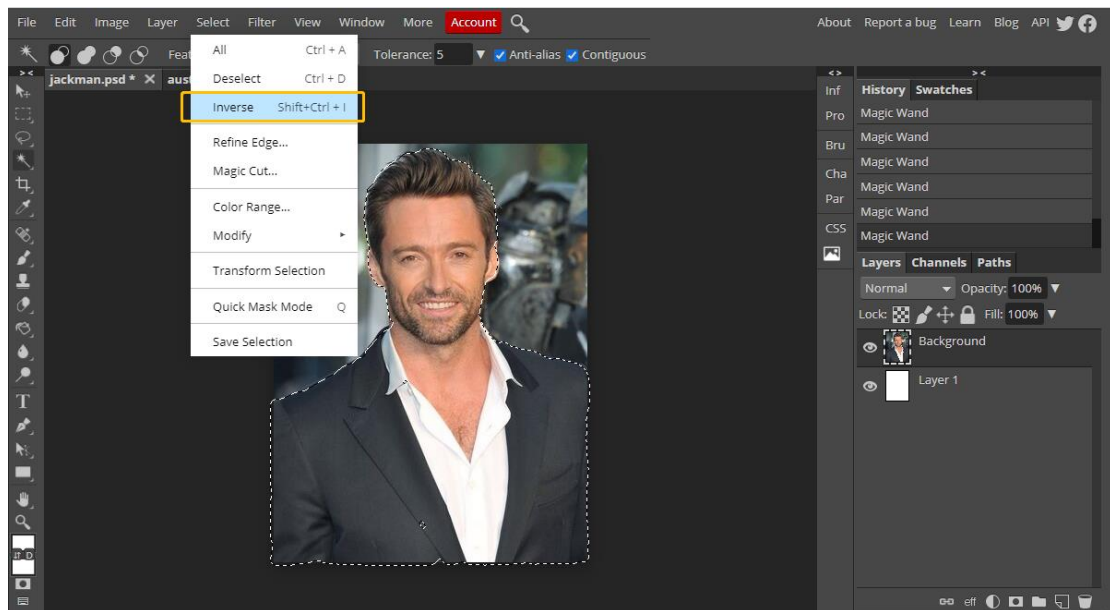 File Edit Image Layer Select Filter View Window More Account About Report a bug Learn Blog API
Tolerance: 5 ▼ Anti-alias Contiguous
jackman.psd * ✕
All Ctrl + A
Deselect Ctrl + D
Inverse Shift+Ctrl + I
Refine Edge...
Magic Cut...
Color Range...
Modify ▸
Transform Selection
Quick Mask Mode Q
Save Selection
T
D
> <
< >
Inf
Pro
Bru
Cha
Par
CSS
> <
History Swatches
Magic Wand
Magic Wand
Magic Wand
Magic Wand
Magic Wand
Magic Wand
Layers Channels Paths
Normal Opacity: 100% ▼
Lock: Fill: 100% ▼
Background
Layer 1
eff